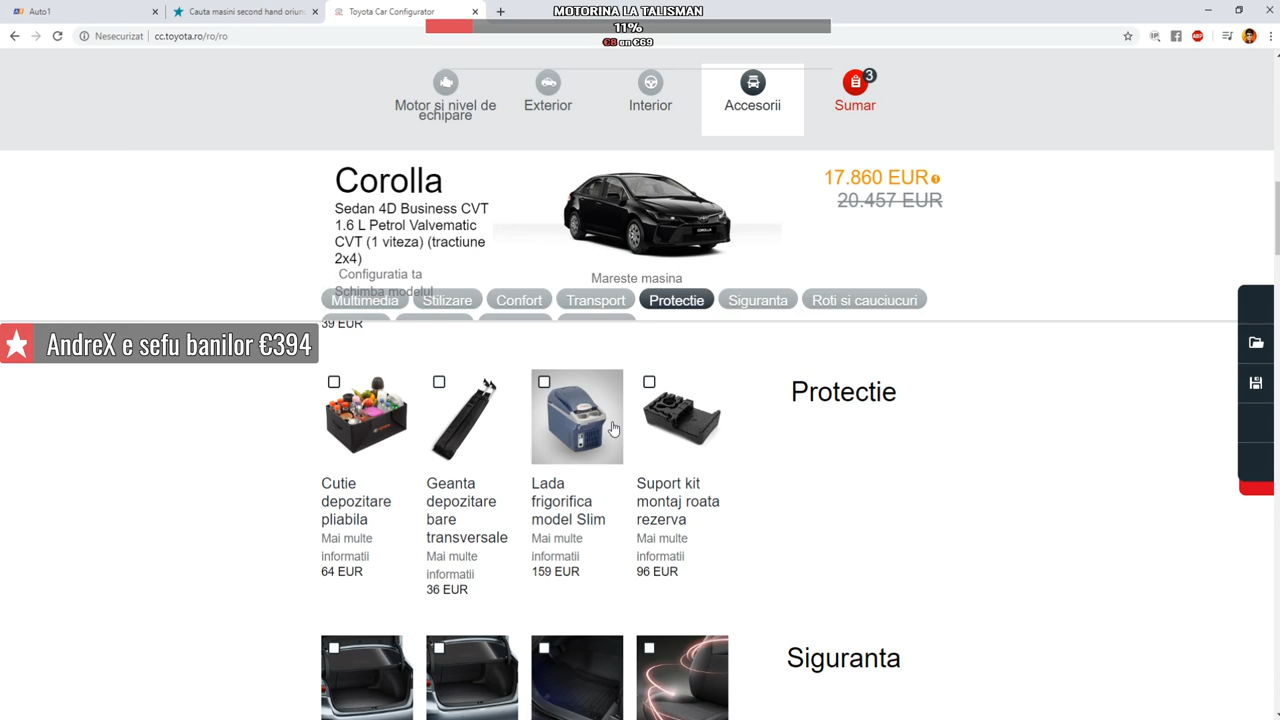 Auto1
Cauta masini second hand oriun
Toyota Car Configurator
MOTORINA LA TALISMAN
11%
€8 an €69
Nesecurizat
cc.toyota.ro/ro/ro
ABP
Motor si nivel de
echipare
Exterior
Interior
Accesorii
3
Sumar
Corolla
Sedan 4D Business CVT
1.6 L Petrol Valvematic
CVT (1 viteza) (tractiune
2x4)
Configuratia ta
Schimba modelul
17.860 EUR
20.457 EUR
COROLLA
Mareste masina
Multimedia
Stilizare
Confort
Transport
Protectie
Siguranta
Roti si cauciucuri
39 EUR
AndreX e sefu banilor €394
Protectie
Cutie
depozitare
pliabila
Mai multe
informatii
64 EUR
Geanta
depozitare
bare
transversale
Mai multe
informatii
36 EUR
Lada
frigorifica
model Slim
Mai multe
informatii
159 EUR
Suport kit
montaj roata
rezerva
Mai multe
informatii
96 EUR
Siguranta